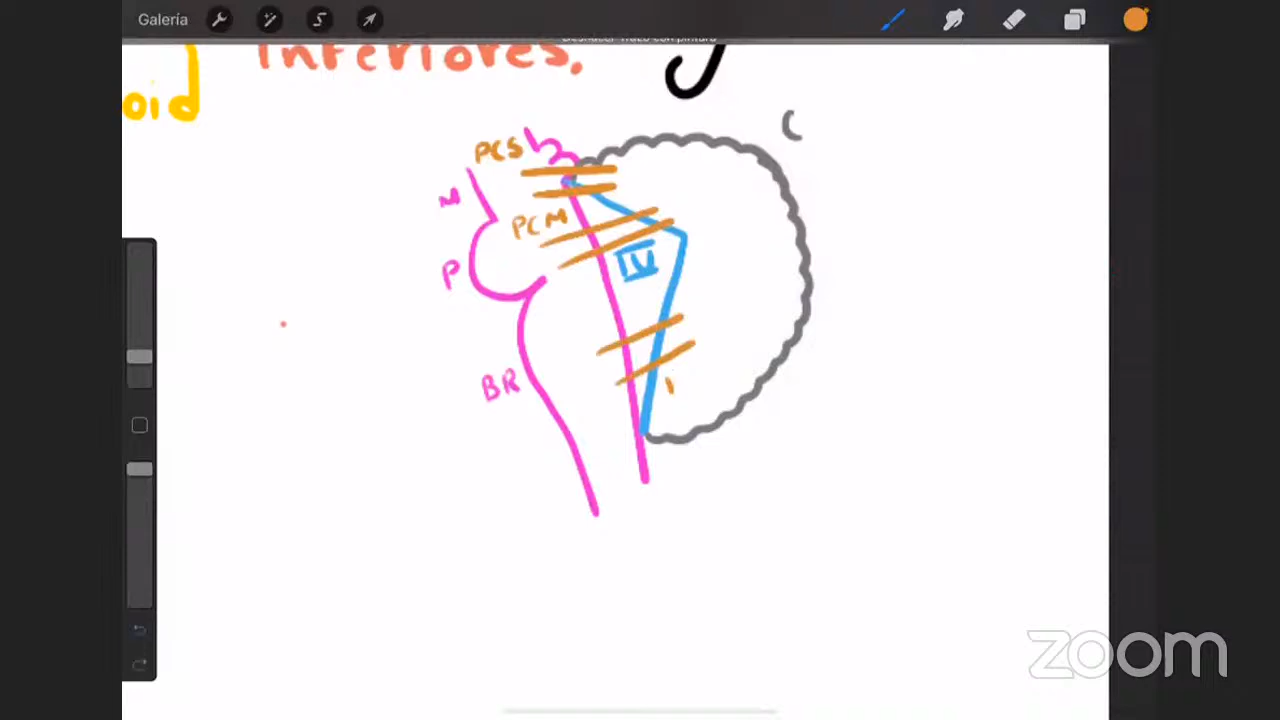 Galería
Inferiores.
oid
C
PCS
M
PCM
IV
P
BR
zoom